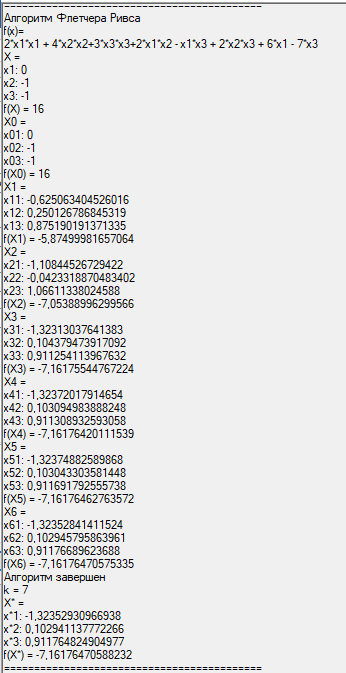 ==========================================
Алгоритм Флетчера Ривса
f(x)=
2*x1*x1 + 4*x2*x2+3*x3*x3+2*x1*x2 - x1*x3 + 2*x2*x3 + 6*x1 - 7*x3
X =
x1: 0
x2: -1
x3: -1
f(X) = 16
X0 =
x01: 0
x02: -1
x03: -1
f(X0) = 16
X1 =
x11: -0,625063404526016
x12: 0,250126786845319
x13: 0,875190191371335
f(X1) = -5,87499981657064
X2 =
x21: -1,10844526729422
x22: -0,0423318870483402
x23: 1,06611338024588
f(X2) = -7,05388996299566
X3 =
x31: -1,32313037641383
x32: 0,104379473917092
x33: 0,911254113967632
f(X3) = -7,16175544767224
X4 =
x41: -1,32372017914654
x42: 0,103094983888248
x43: 0,911308932593058
f(X4) = -7,16176420111539
X5 =
x51: -1,32374882589868
x52: 0,103043303581448
x53: 0,911691792555738
f(X5) = -7,16176462763572
X6 =
x61: -1,32352841411524
x62: 0,102945795863961
x63: 0,91176689623688
f(X6) = -7,16176470575335
Алгоритм завершен
k = 7
X* =
x*1: -1,32352930966938
x*2: 0,102941137772266
x*3: 0,911764824904977
f(X*) = -7,16176470588232
==========================================